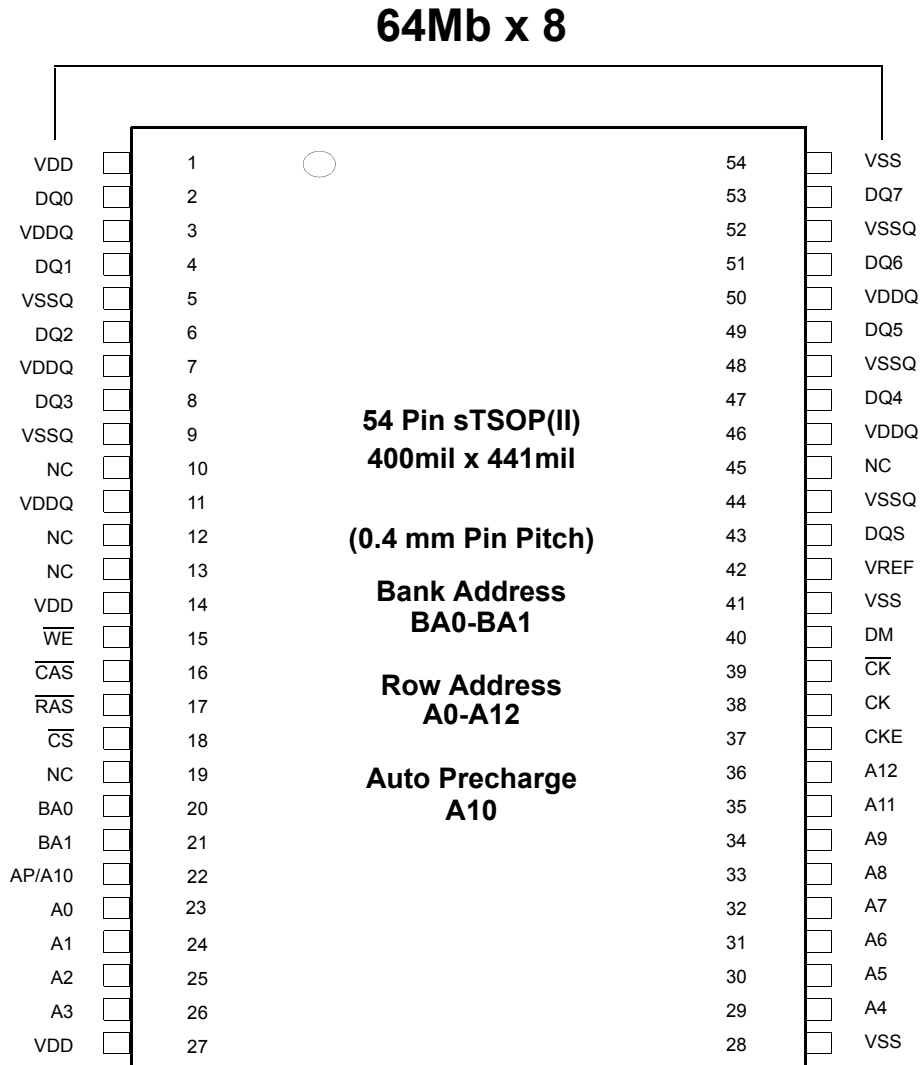 64Mb x 8
VDD 1 54 VSS
DQ0 2 53 DQ7
VDDQ 3 52 VSSQ
DQ1 4 51 DQ6
VSSQ 5 50 VDDQ
DQ2 6 49 DQ5
VDDQ 7 48 VSSQ
DQ3 8 47 DQ4
VSSQ 9 46 VDDQ
NC 10 45 NC
VDDQ 11 44 VSSQ
NC 12 43 DQS
NC 13 42 VREF
VDD 14 41 VSS
W̅E̅ 15 40 DM
C̅A̅S̅ 16 39 C̅K̅
R̅A̅S̅ 17 38 CK
C̅S̅ 18 37 CKE
NC 19 36 A12
BA0 20 35 A11
BA1 21 34 A9
AP/A10 22 33 A8
A0 23 32 A7
A1 24 31 A6
A2 25 30 A5
A3 26 29 A4
VDD 27 28 VSS
54 Pin sTSOP(II)
400mil x 441mil
(0.4 mm Pin Pitch)
Bank Address
BA0-BA1
Row Address
A0-A12
Auto Precharge
A10